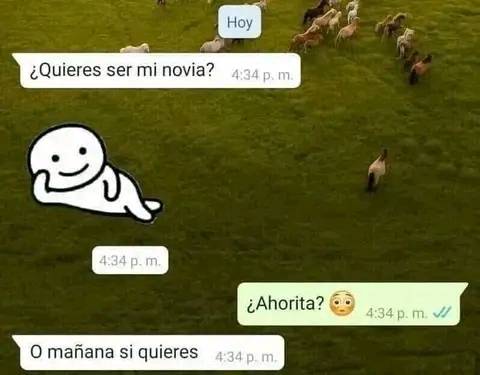 Hoy
¿Quieres ser mi novia? 4:34 p. m.
4:34 p. m.
¿Ahorita? 😳 4:34 p. m.
O mañana si quieres 4:34 p. m.